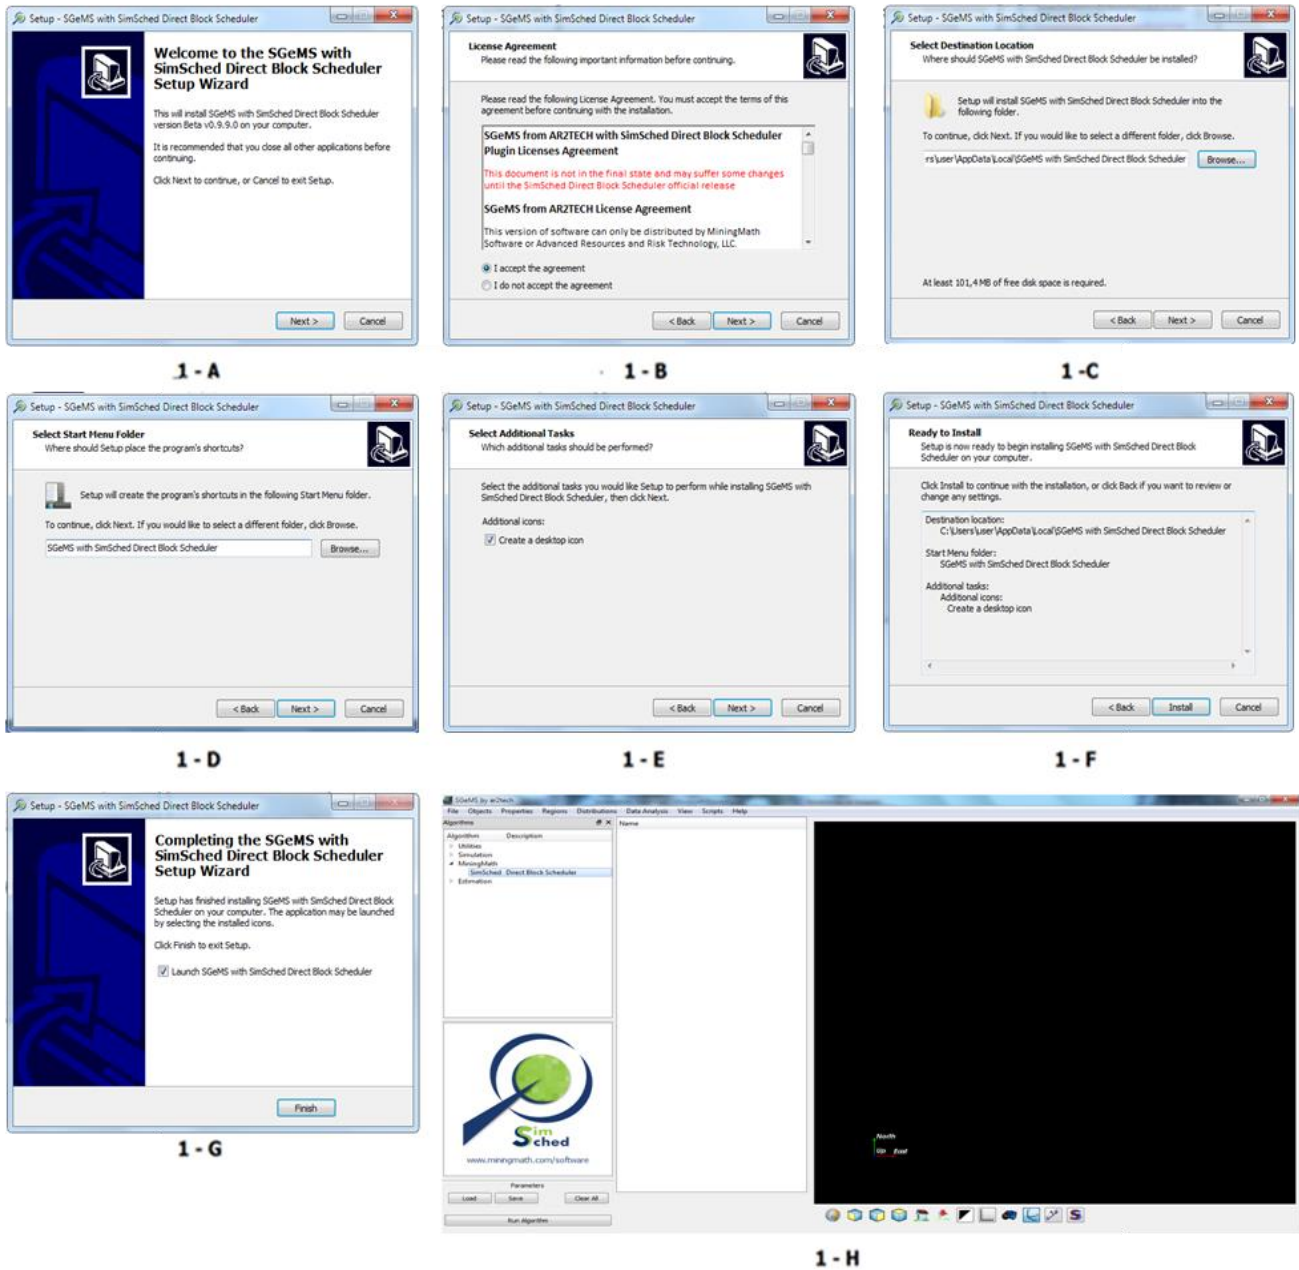 Setup - SGeMS with SimSched Direct Block Scheduler
Welcome to the SGeMS with
SimSched Direct Block Scheduler
Setup Wizard
This will install SGeMS with SimSched Direct Block Scheduler
version Beta v0.9.9.0 on your computer.
It is recommended that you close all other applications before
continuing.
Click Next to continue, or Cancel to exit Setup.
Next >
Cancel
1 - A
Setup - SGeMS with SimSched Direct Block Scheduler
License Agreement
Please read the following important information before continuing.
Please read the following License Agreement. You must accept the terms of this
agreement before continuing with the installation.
SGeMS from AR2TECH with SimSched Direct Block Scheduler
Plugin Licenses Agreement
This document is not in the final state and may suffer some changes
until the SimSched Direct Block Scheduler official release
SGeMS from AR2TECH License Agreement
This version of software can only be distributed by MiningMath
Software or Advanced Resources and Risk Technology, LLC.
I accept the agreement
I do not accept the agreement
< Back
Next >
Cancel
1 - B
Setup - SGeMS with SimSched Direct Block Scheduler
Select Destination Location
Where should SGeMS with SimSched Direct Block Scheduler be installed?
Setup will install SGeMS with SimSched Direct Block Scheduler into the
following folder.
To continue, click Next. If you would like to select a different folder, click Browse.
rs\user\AppData\Local\SGeMS with SimSched Direct Block Scheduler
Browse...
At least 101,4 MB of free disk space is required.
< Back
Next >
Cancel
1 -C
Setup - SGeMS with SimSched Direct Block Scheduler
Select Start Menu Folder
Where should Setup place the program's shortcuts?
Setup will create the program's shortcuts in the following Start Menu folder.
To continue, click Next. If you would like to select a different folder, click Browse.
SGeMS with SimSched Direct Block Scheduler
Browse...
< Back
Next >
Cancel
1 - D
Setup - SGeMS with SimSched Direct Block Scheduler
Select Additional Tasks
Which additional tasks should be performed?
Select the additional tasks you would like Setup to perform while installing SGeMS with
SimSched Direct Block Scheduler, then click Next.
Additional icons:
Create a desktop icon
< Back
Next >
Cancel
1 - E
Setup - SGeMS with SimSched Direct Block Scheduler
Ready to Install
Setup is now ready to begin installing SGeMS with SimSched Direct Block
Scheduler on your computer.
Click Install to continue with the installation, or click Back if you want to review or
change any settings.
Destination location:
C:\Users\user\AppData\Local\SGeMS with SimSched Direct Block Scheduler
Start Menu folder:
SGeMS with SimSched Direct Block Scheduler
Additional tasks:
Additional icons:
Create a desktop icon
< Back
Install
Cancel
1 - F
Setup - SGeMS with SimSched Direct Block Scheduler
Completing the SGeMS with
SimSched Direct Block Scheduler
Setup Wizard
Setup has finished installing SGeMS with SimSched Direct Block
Scheduler on your computer. The application may be launched
by selecting the installed icons.
Click Finish to exit Setup.
Launch SGeMS with SimSched Direct Block Scheduler
Finish
1 - G
SGeMS by ar2tech
File Objects Properties Regions Distributions Data Analysis View Scripts Help
Algorithms
Name
Algorithm Description
Utilities
Simulation
MiningMath
SimSched Direct Block Scheduler
Estimation
Sim
Sched
www.miningmath.com/software
Parameters
Load
Save
Clear All
Run Algorithm
North
Up East
S
1 - H